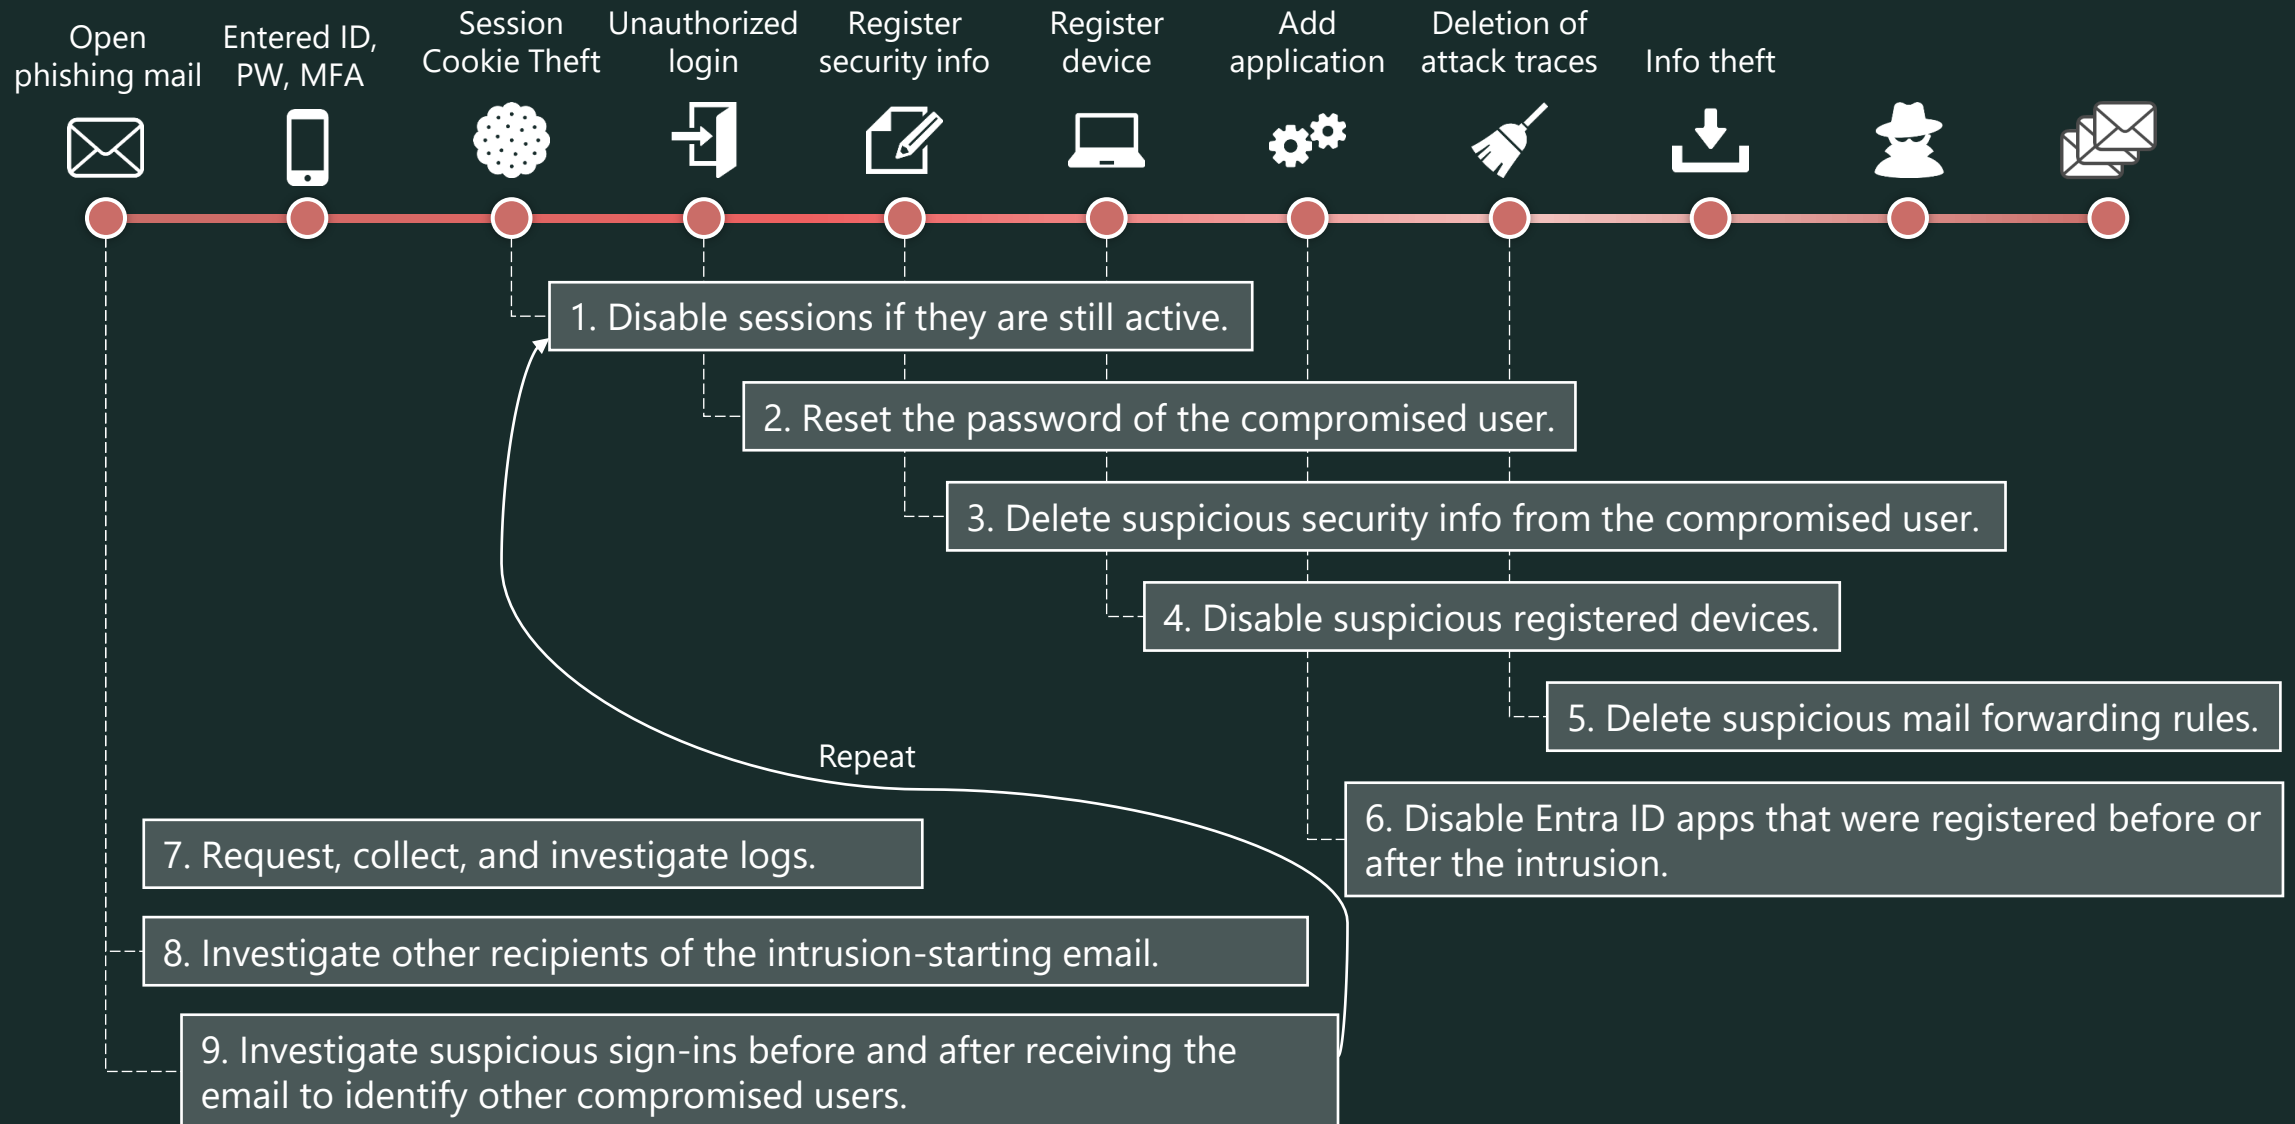 Open
phishing mail
Entered ID,
PW, MFA
Session
Cookie Theft
Unauthorized
login
Register
security info
Register
device
Add
application
Deletion of
attack traces
Info theft
1. Disable sessions if they are still active.
2. Reset the password of the compromised user.
3. Delete suspicious security info from the compromised user.
4. Disable suspicious registered devices.
5. Delete suspicious mail forwarding rules.
Repeat
6. Disable Entra ID apps that were registered before or
after the intrusion.
7. Request, collect, and investigate logs.
8. Investigate other recipients of the intrusion-starting email.
9. Investigate suspicious sign-ins before and after receiving the
email to identify other compromised users.